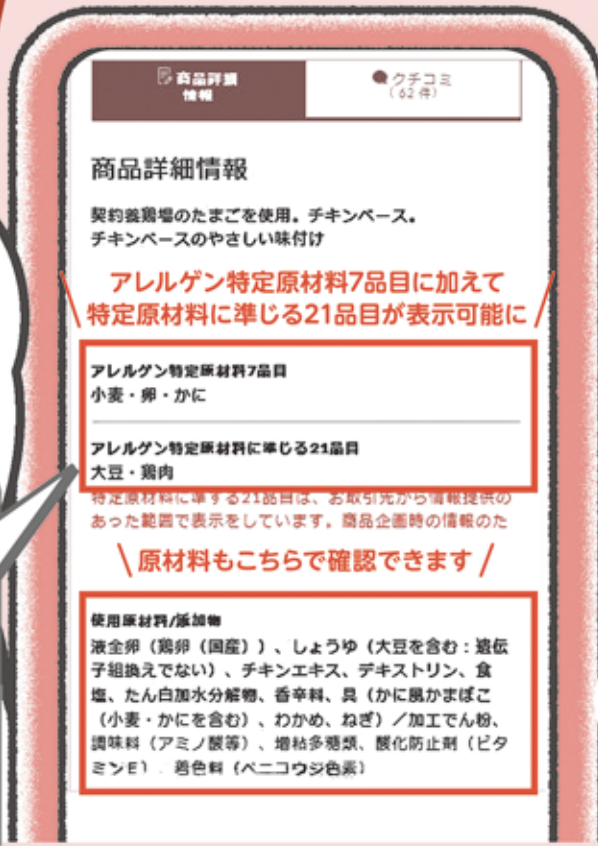 商品詳細
情報
クチコミ
(62件)
商品詳細情報
契約養鶏場のたまごを使用。チキンベース。
チキンベースのやさしい味付け
アレルゲン特定原材料7品目に加えて
特定原材料に準じる21品目が表示可能に
アレルゲン特定原材料7品目
小麦・卵・かに
アレルゲン特定原材料に準じる21品目
大豆・鶏肉
特定原材料に準ずる21品目は、お取引先から情報提供の
あった範囲で表示をしています。商品企画時の情報のた
原材料もこちらで確認できます
使用原材料/添加物
液全卵(鶏卵(国産))、しょうゆ(大豆を含む:遺伝
子組換えでない)、チキンエキス、デキストリン、食
塩、たん白加水分解物、香辛料、具(かに風かまぼこ
(小麦・かにを含む)、わかめ、ねぎ)/加工でん粉、
調味料(アミノ酸等)、増粘多糖類、酸化防止剤(ビタ
ミンE)、着色料(ベニコウジ色素)